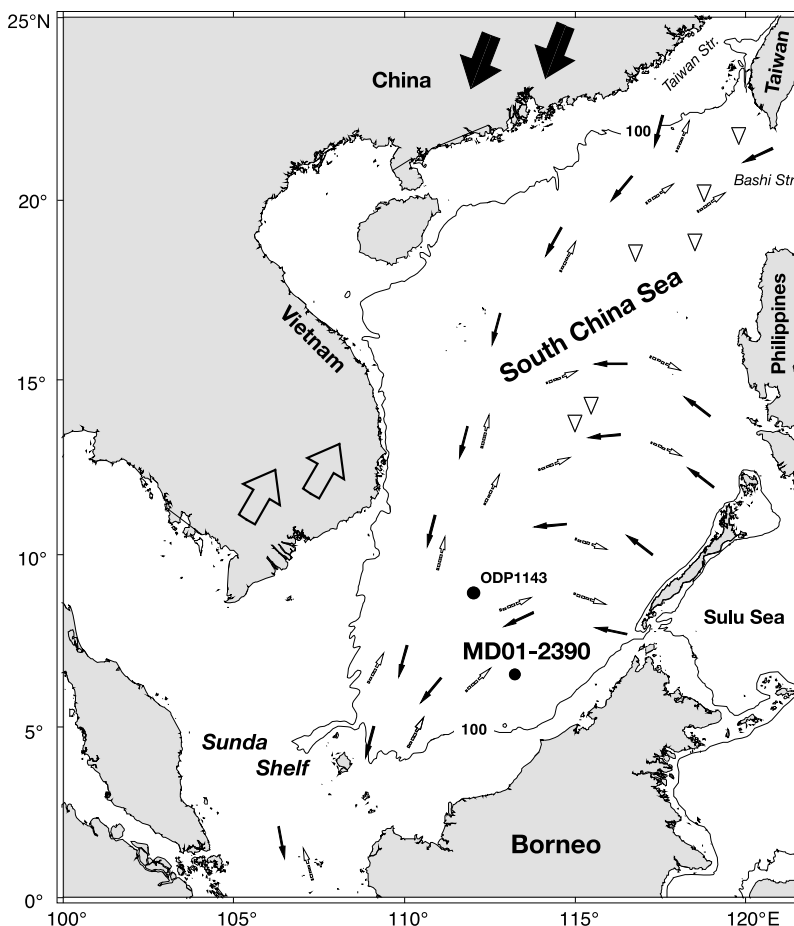 25°N
China
Taiwan Str.
Taiwan
100
20°
Bashi Str
South China Sea
Vietnam
Philippines
15°
10°
ODP1143
Sulu Sea
MD01-2390
5°
100
Sunda
Shelf
Borneo
0°
100°
105°
110°
115°
120°E